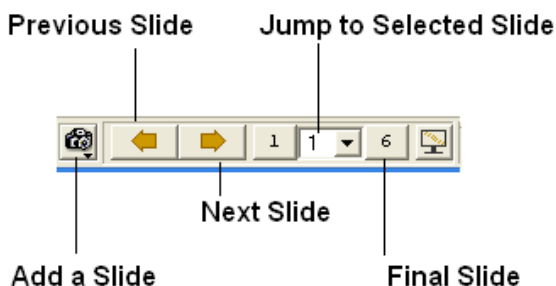 Previous Slide
Jump to Selected Slide
1
1
6
Next Slide
Add a Slide
Final Slide